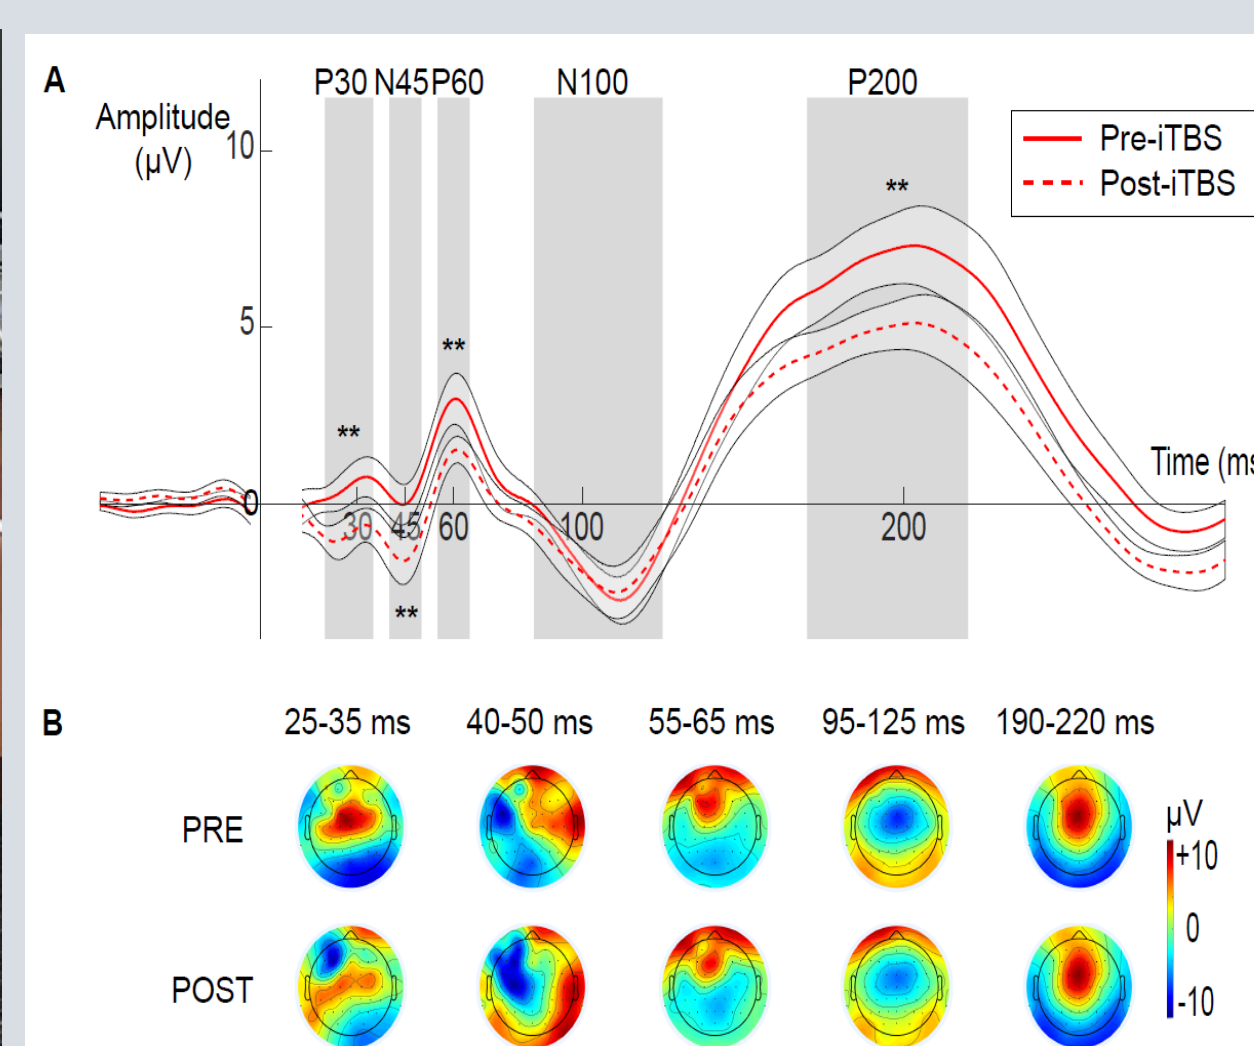 A
P30 N45 P60 N100 P200
Amplitude
(µV)
10
Pre-iTBS
Post-iTBS
**
5
**
**
Time (ms
0
30 45 60 100 200
**
B
25-35 ms 40-50 ms 55-65 ms 95-125 ms 190-220 ms
PRE
µV
+10
0
-10
POST